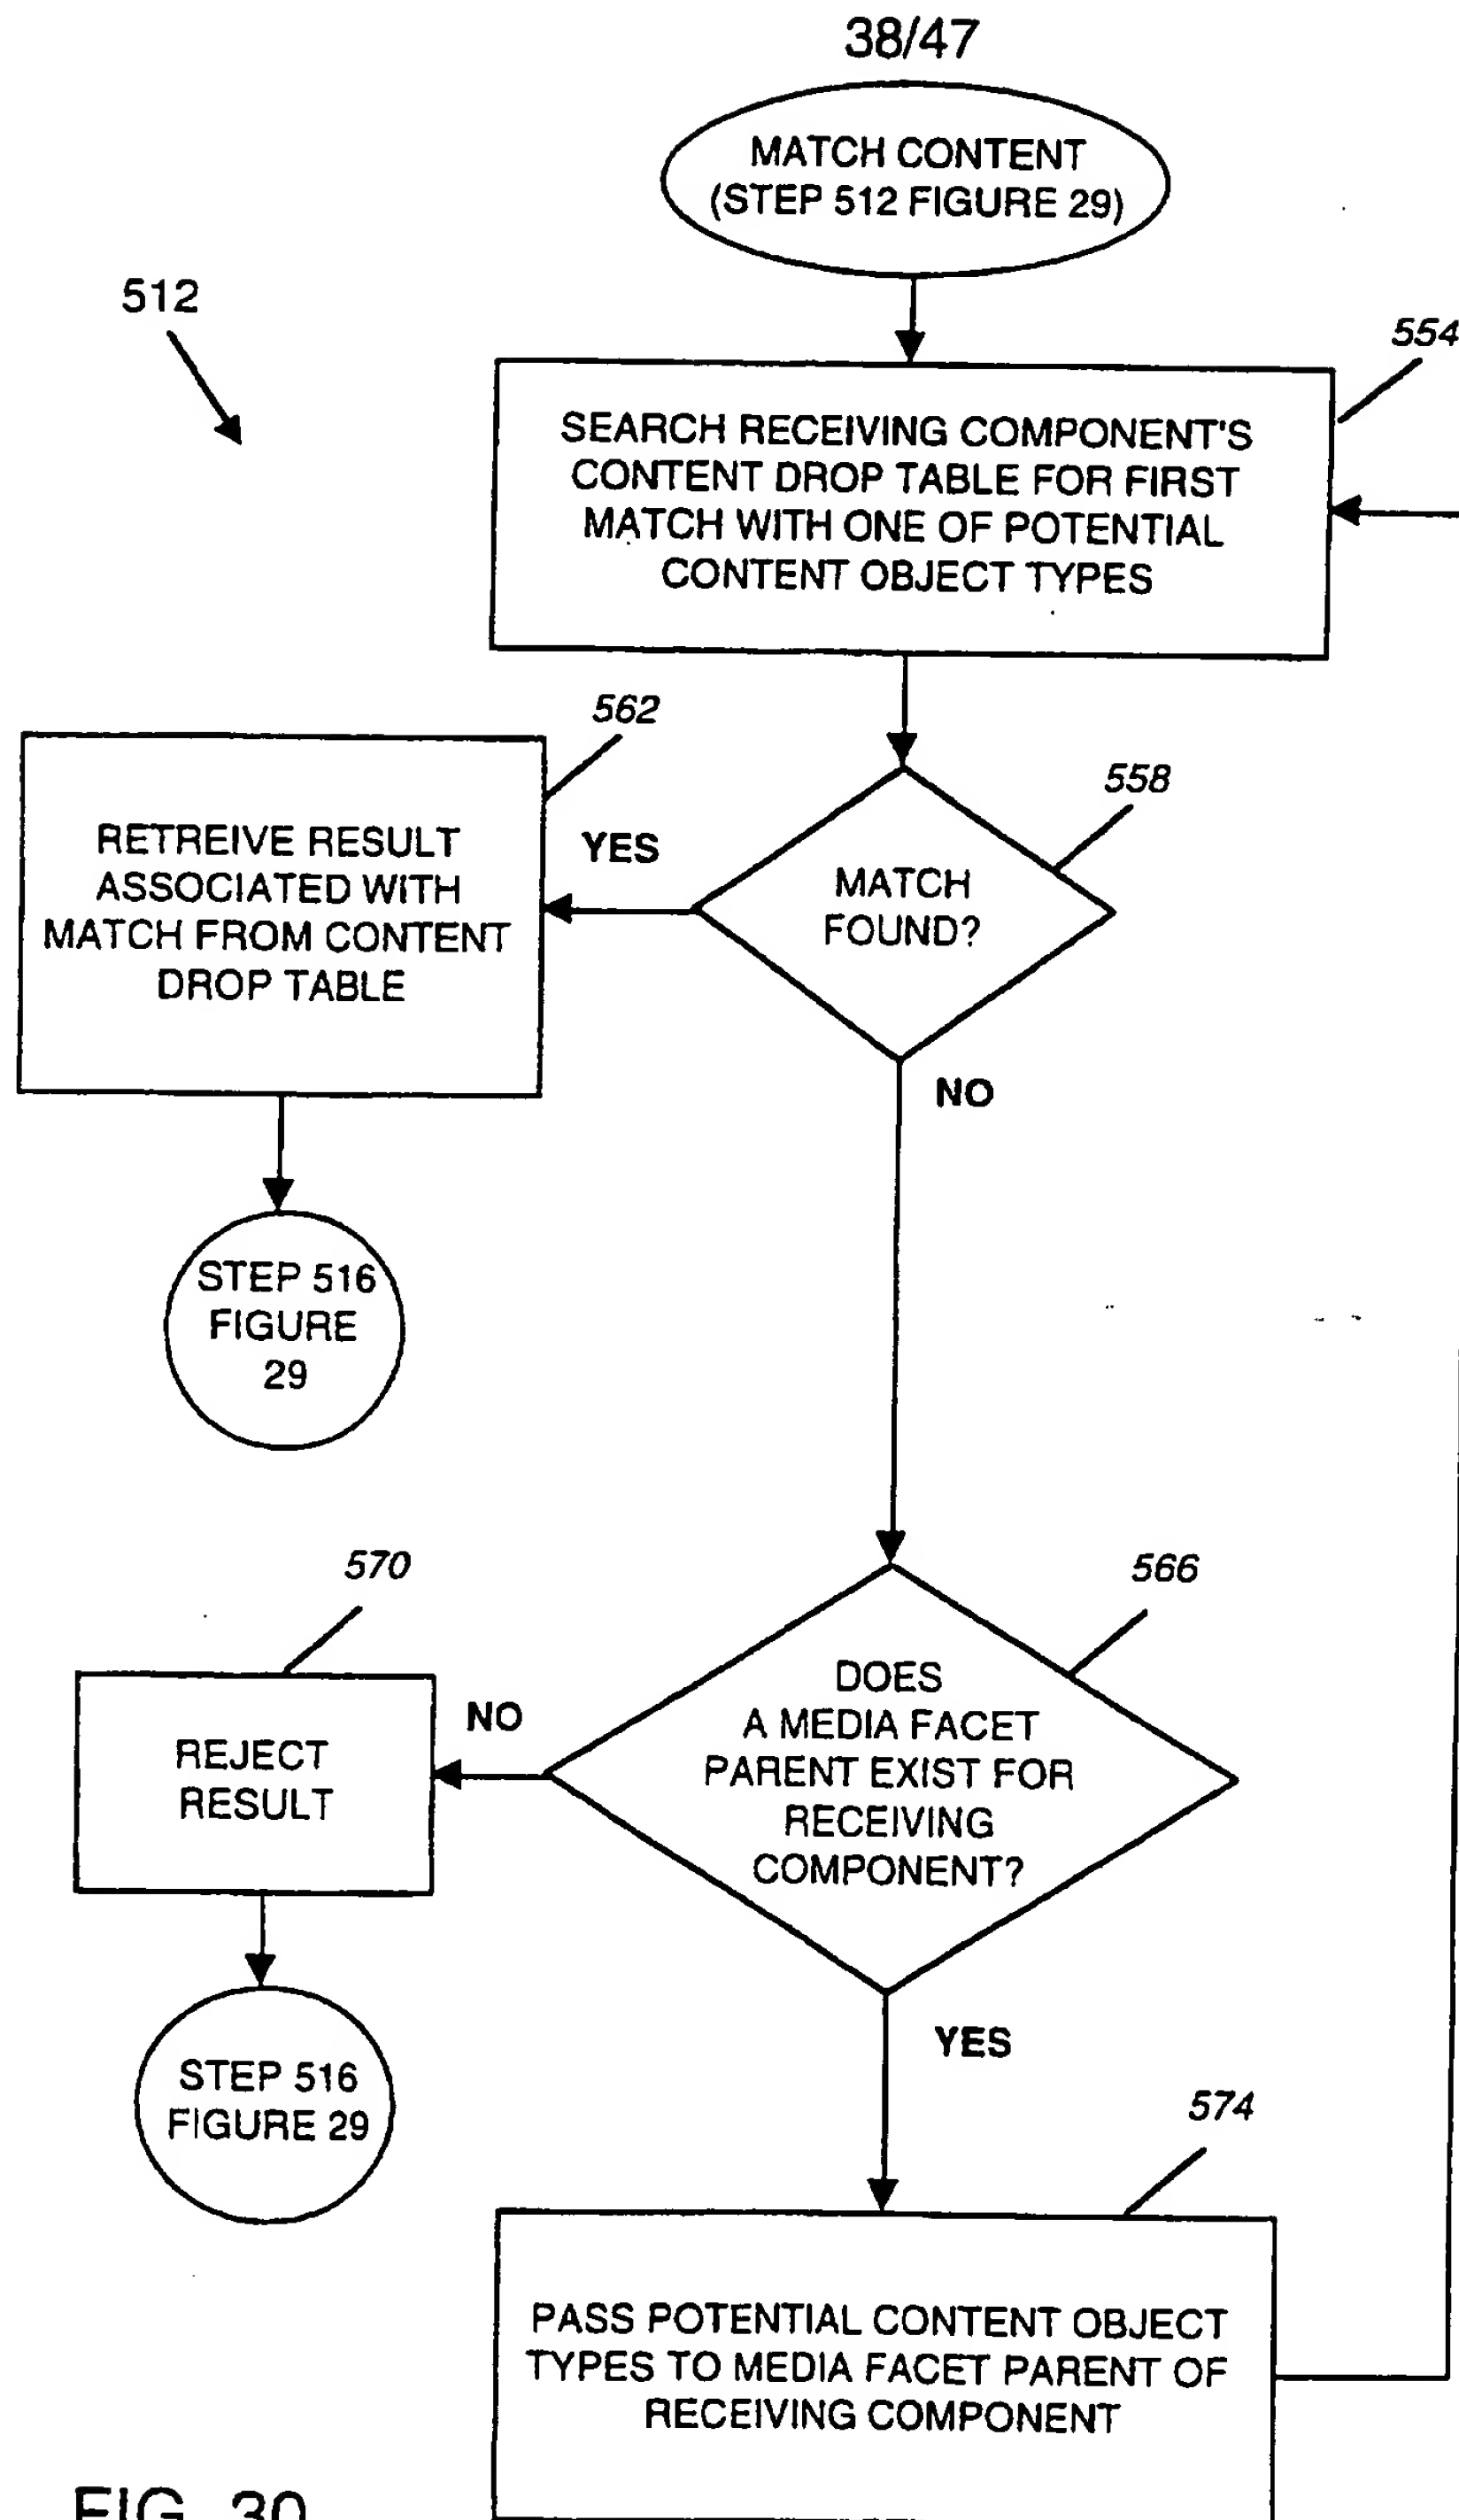 38/47
MATCH CONTENT
(STEP 512 FIGURE 29)
512
554
SEARCH RECEIVING COMPONENT'S
CONTENT DROP TABLE FOR FIRST
MATCH WITH ONE OF POTENTIAL
CONTENT OBJECT TYPES
562
558
RETREIVE RESULT
ASSOCIATED WITH
MATCH FROM CONTENT
DROP TABLE
YES
MATCH
FOUND?
NO
STEP 516
FIGURE
29
570
566
REJECT
RESULT
NO
DOES
A MEDIA FACET
PARENT EXIST FOR
RECEIVING
COMPONENT?
STEP 516
FIGURE 29
YES
574
PASS POTENTIAL CONTENT OBJECT
TYPES TO MEDIA FACET PARENT OF
RECEIVING COMPONENT
FIG. 30